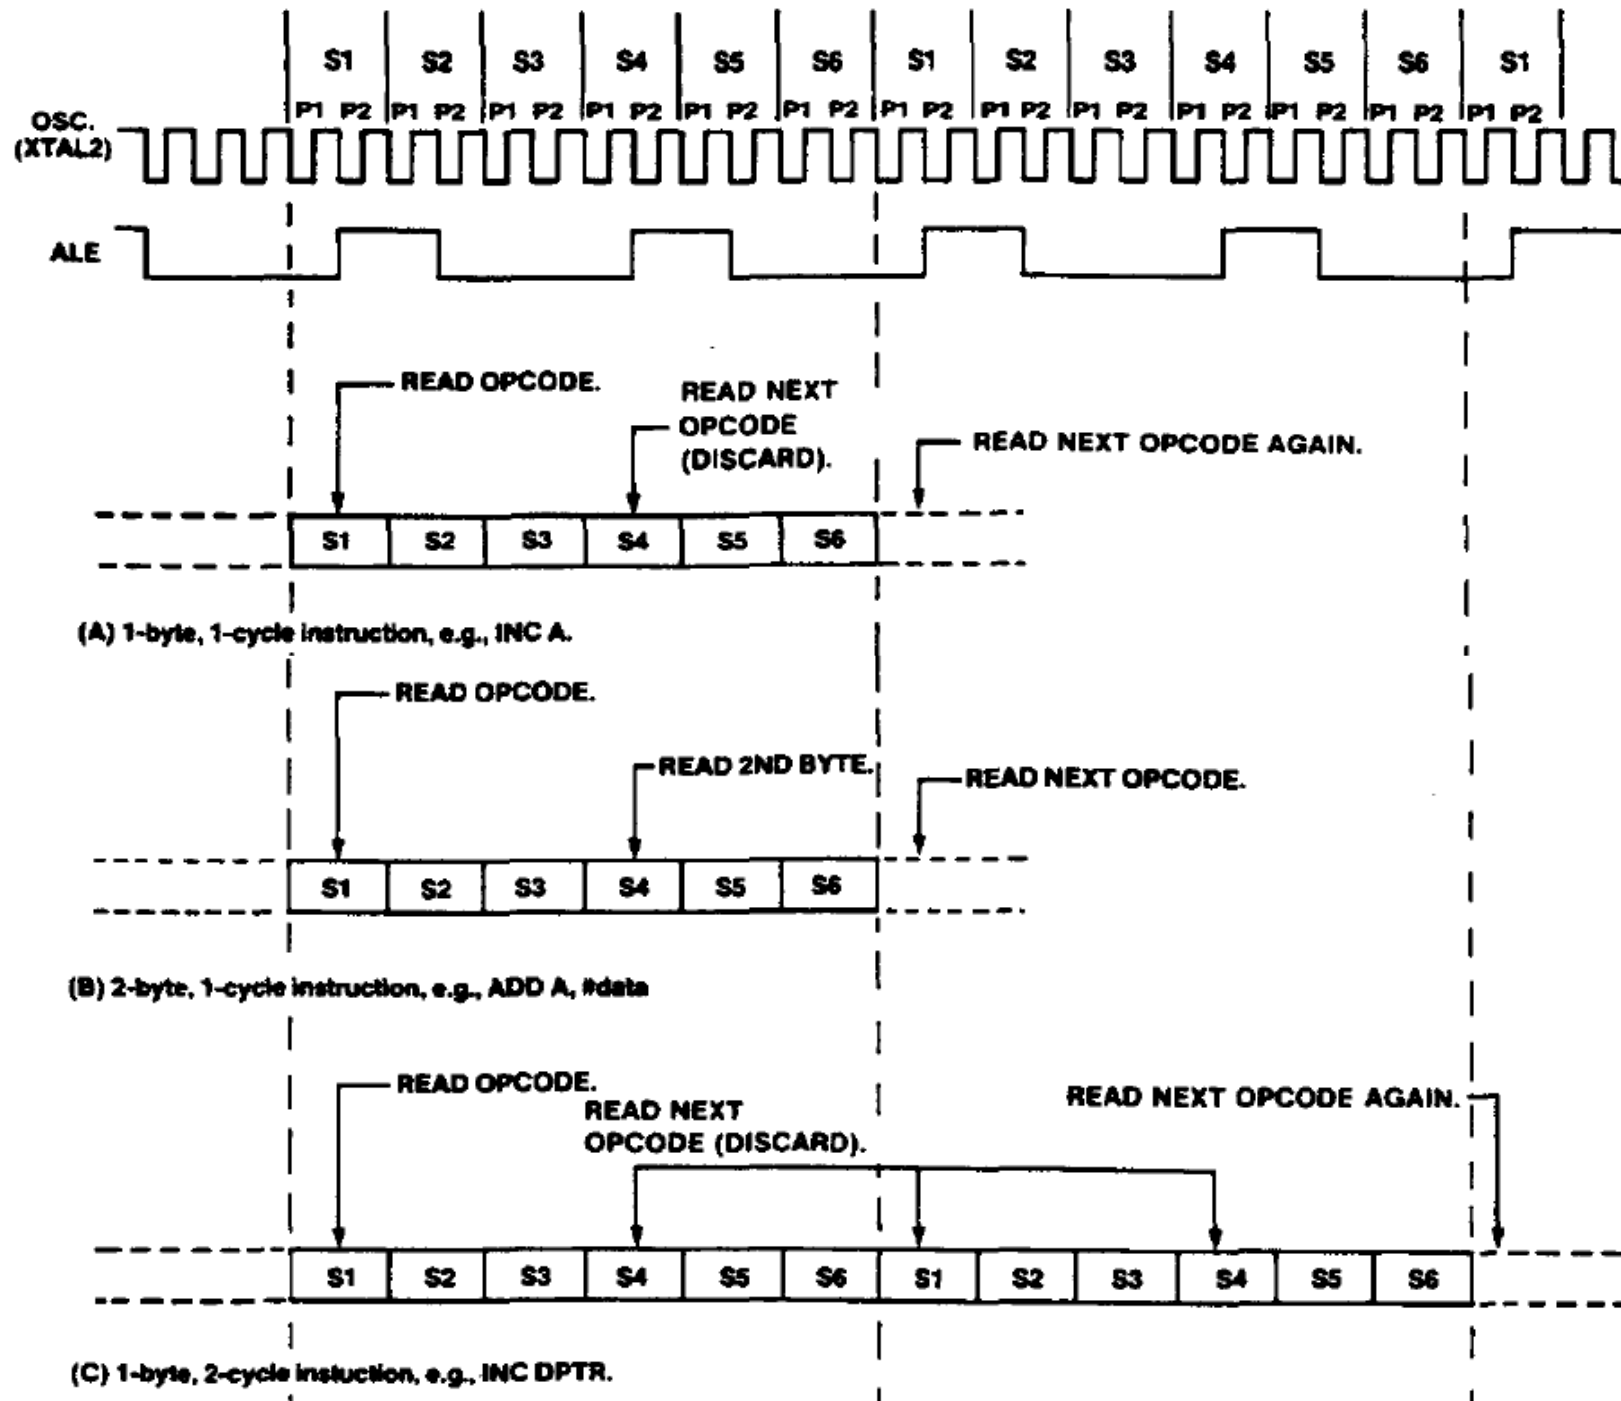 S1 S2 S3 S4 S5 S6 S1 S2 S3 S4 S5 S6 S1
P1 P2 P1 P2 P1 P2 P1 P2 P1 P2 P1 P2 P1 P2 P1 P2 P1 P2 P1 P2 P1 P2 P1 P2 P1 P2
OSC.
(XTAL2)
ALE
READ OPCODE.
READ NEXT
OPCODE
(DISCARD).
READ NEXT OPCODE AGAIN.
S1 S2 S3 S4 S5 S6
(A) 1-byte, 1-cycle instruction, e.g., INC A.
READ OPCODE.
READ 2ND BYTE.
READ NEXT OPCODE.
S1 S2 S3 S4 S5 S6
(B) 2-byte, 1-cycle instruction, e.g., ADD A, #data
READ OPCODE.
READ NEXT
OPCODE (DISCARD).
READ NEXT OPCODE AGAIN.
S1 S2 S3 S4 S5 S6 S1 S2 S3 S4 S5 S6
(C) 1-byte, 2-cycle instuction, e.g., INC DPTR.